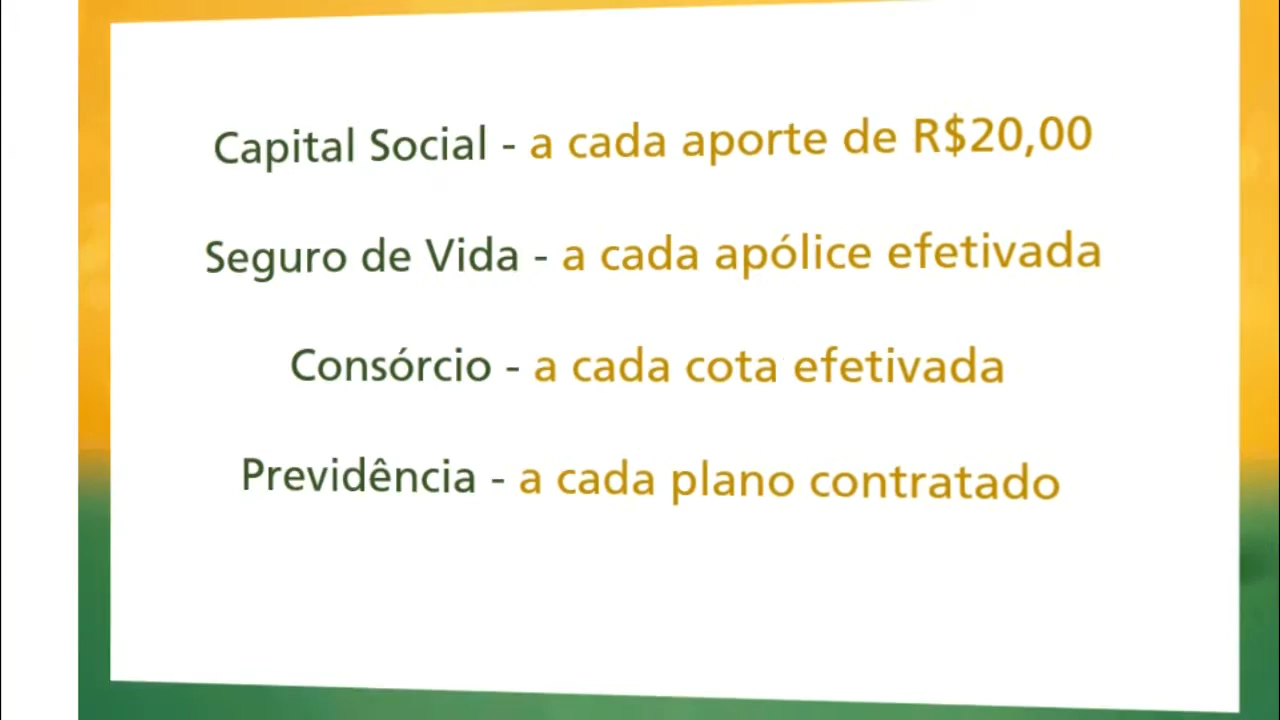 Capital Social - a cada aporte de R$20,00
Seguro de Vida - a cada apólice efetivada
Consórcio - a cada cota efetivada
Previdência - a cada plano contratado